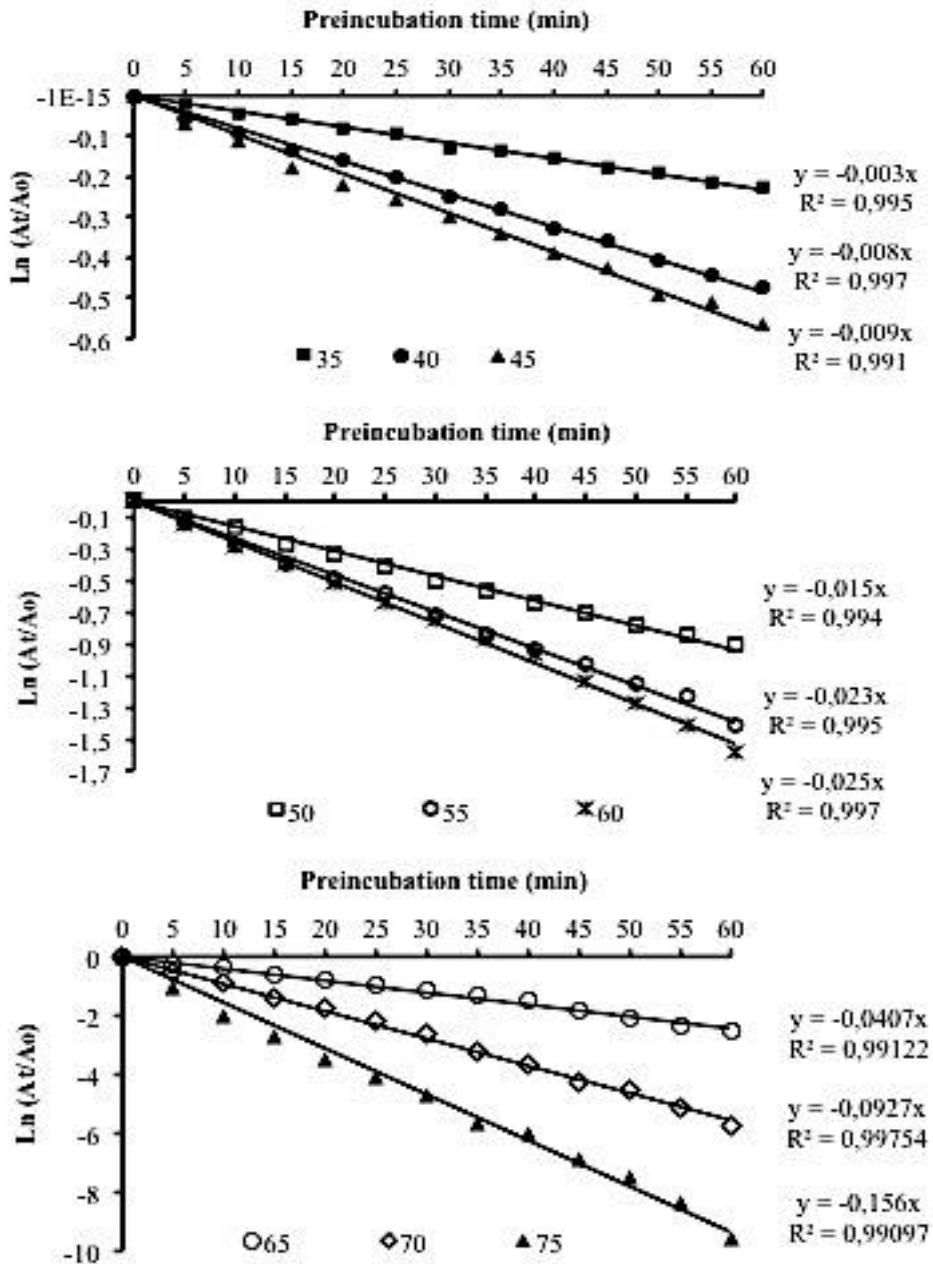 Preincubation time (min)
0 5 10 15 20 25 30 35 40 45 50 55 60
-1E-15
-0,1
-0,2
-0,3
-0,4
-0,5
-0,6
Ln (At/Ao)
y = -0,003x
R² = 0,995
y = -0,008x
R² = 0,997
y = -0,009x
R² = 0,991
35 40 45
Preincubation time (min)
0 5 10 15 20 25 30 35 40 45 50 55 60
-0,1
-0,3
-0,5
-0,7
-0,9
-1,1
-1,3
-1,5
-1,7
Ln (At/Ao)
y = -0,015x
R² = 0,994
y = -0,023x
R² = 0,995
y = -0,025x
R² = 0,997
50 55 60
Preincubation time (min)
0 5 10 15 20 25 30 35 40 45 50 55 60
0
-2
-4
-6
-8
-10
Ln (At/Ao)
y = -0,0407x
R² = 0,99122
y = -0,0927x
R² = 0,99754
y = -0,156x
R² = 0,99097
65 70 75